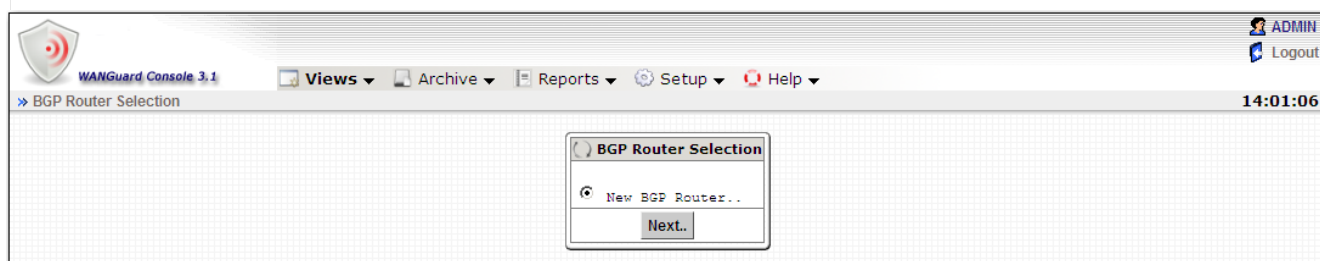 ADMIN
Logout
WANGuard Console 3.1
Views Archive Reports Setup Help
» BGP Router Selection
14:01:06
BGP Router Selection
New BGP Router..
Next..